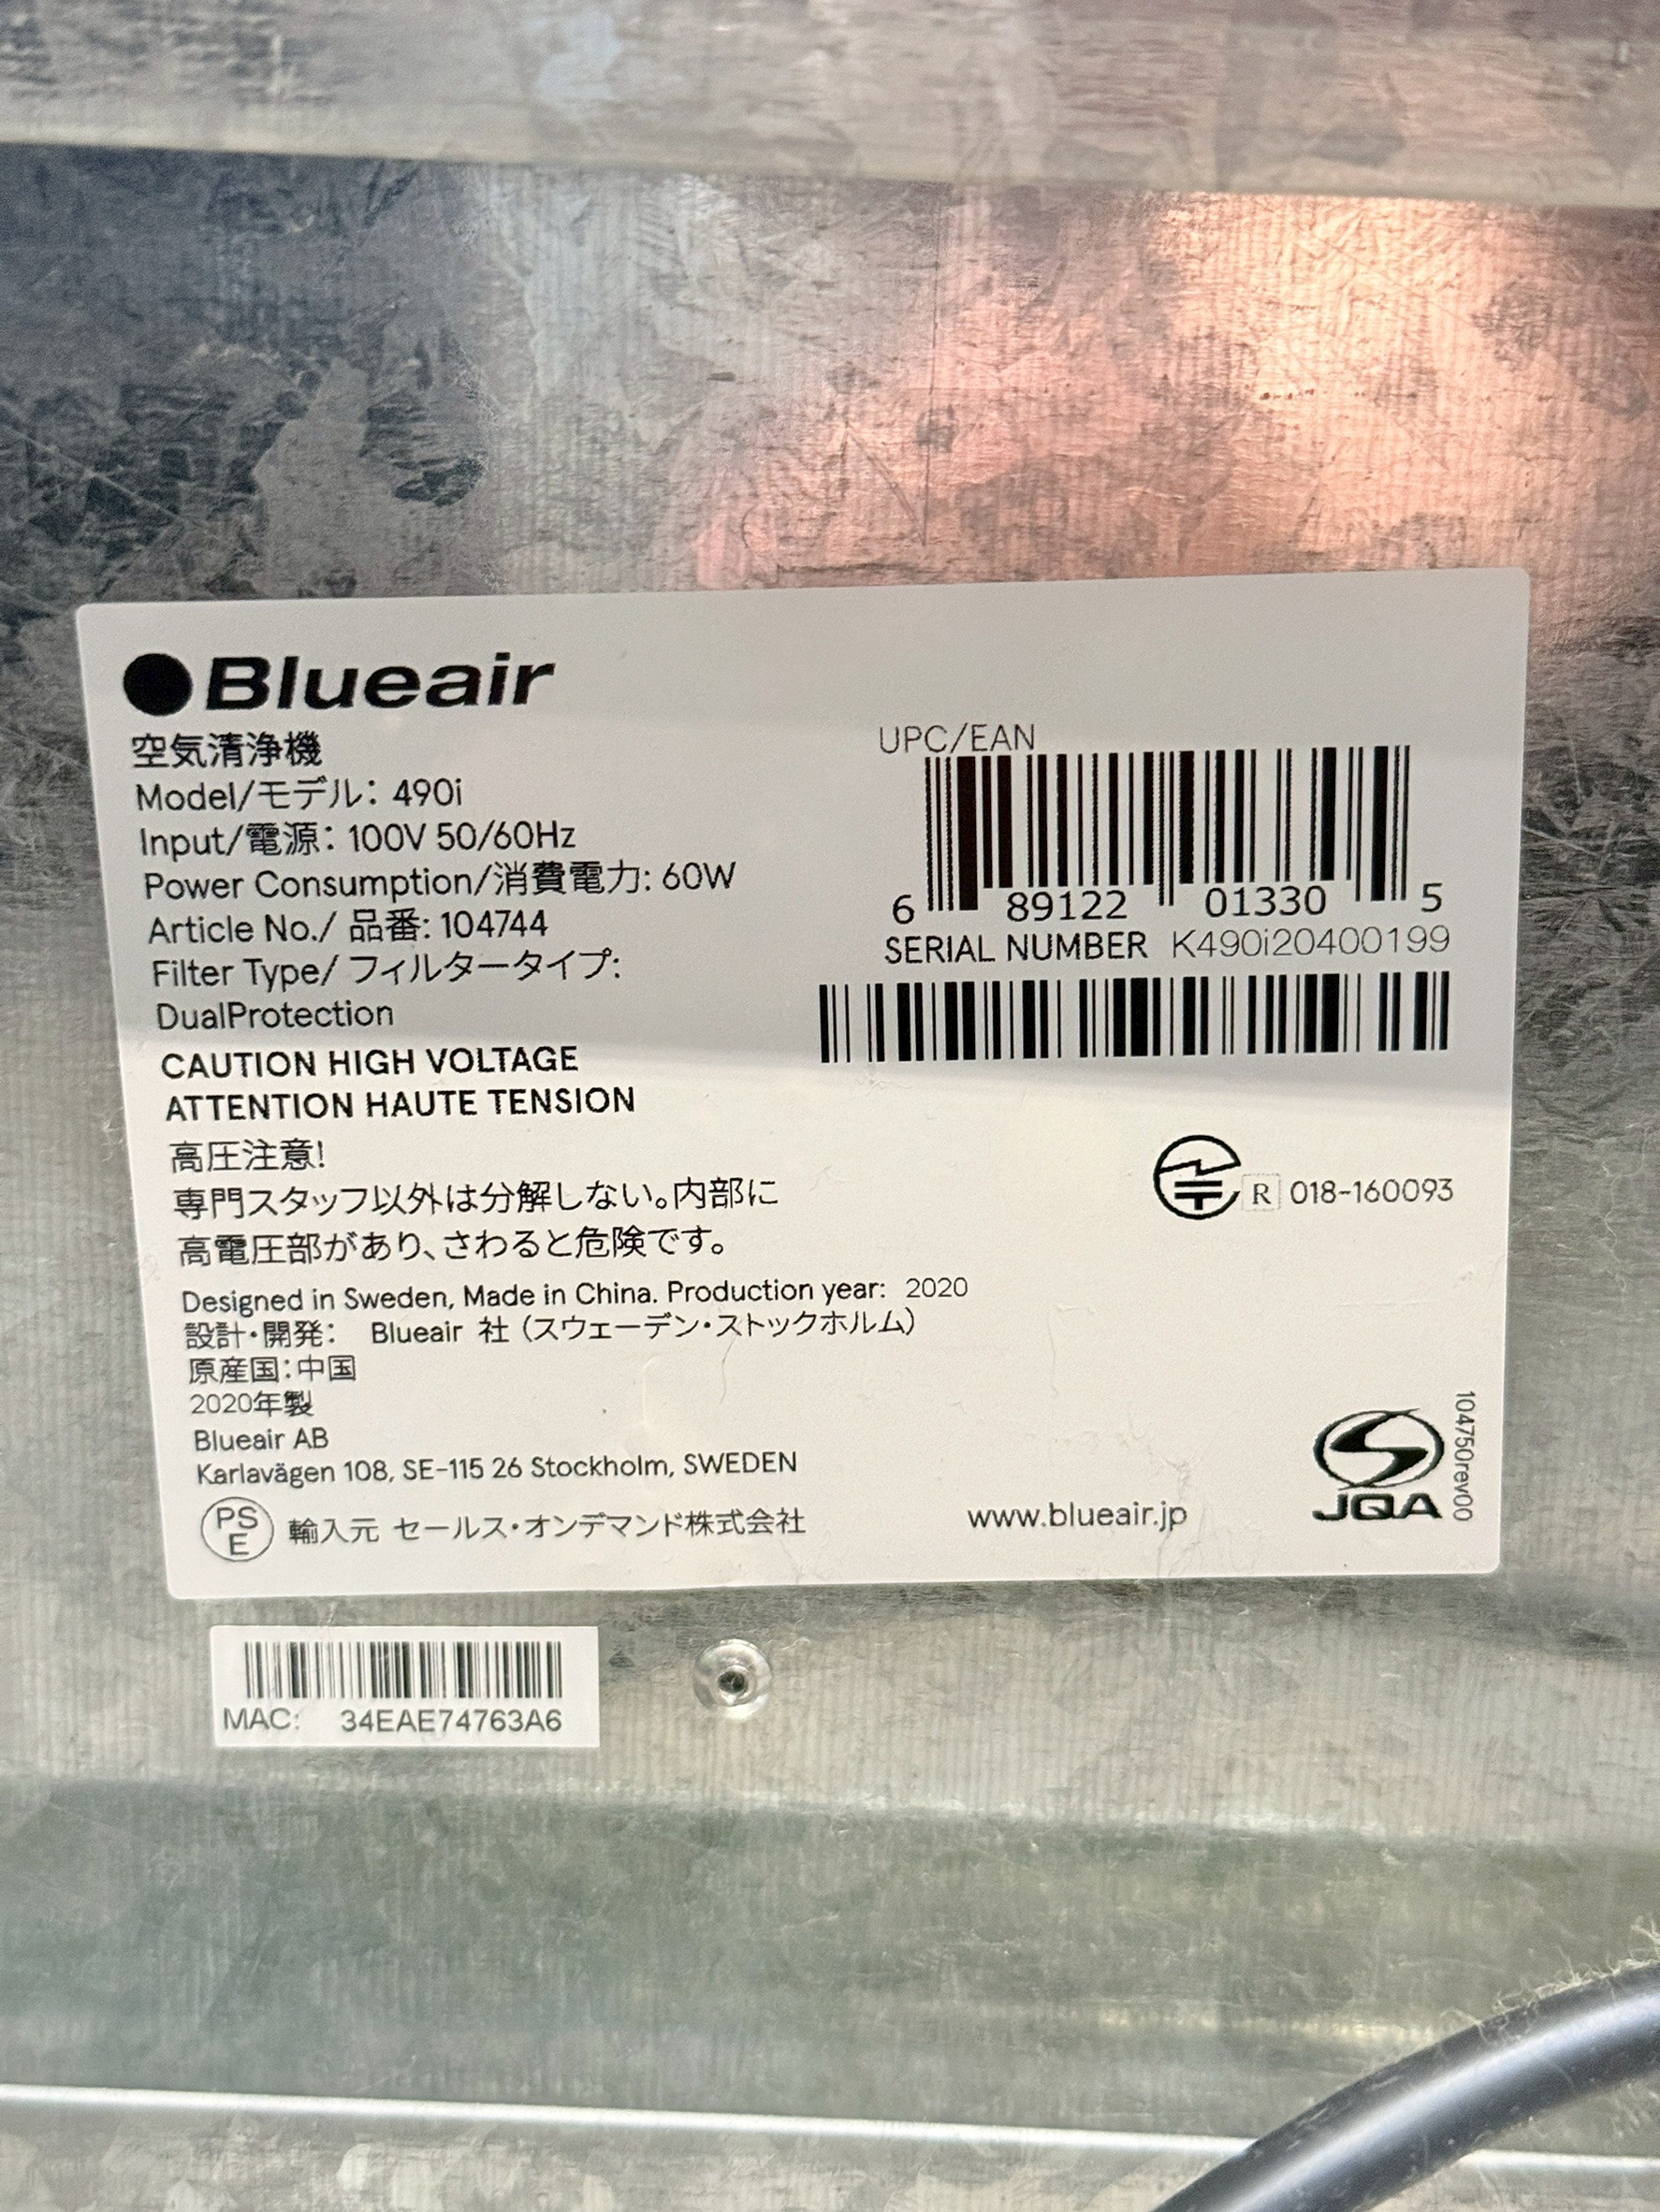 Blueair
空気清浄機
Model/モデル: 490i
Input/電源: 100V 50/60Hz
Power Consumption/消費電力: 60W
Article No./ 品番: 104744
Filter Type/ フィルタータイプ:
DualProtection
CAUTION HIGH VOLTAGE
ATTENTION HAUTE TENSION
高圧注意!
専門スタッフ以外は分解しない。内部に
高電圧部があり、さわると危険です。
Designed in Sweden, Made in China. Production year: 2020
設計・開発: Blueair 社 (スウェーデン・ストックホルム)
原産国:中国
2020年製
Blueair AB
Karlavägen 108, SE-115 26 Stockholm, SWEDEN
PS
E
輸入元 セールス・オンデマンド株式会社
UPC/EAN
6 89122 01330 5
SERIAL NUMBER K490i20400199
R 018-160093
www.blueair.jp
JQA
104750rev00
MAC: 34EAE74763A6